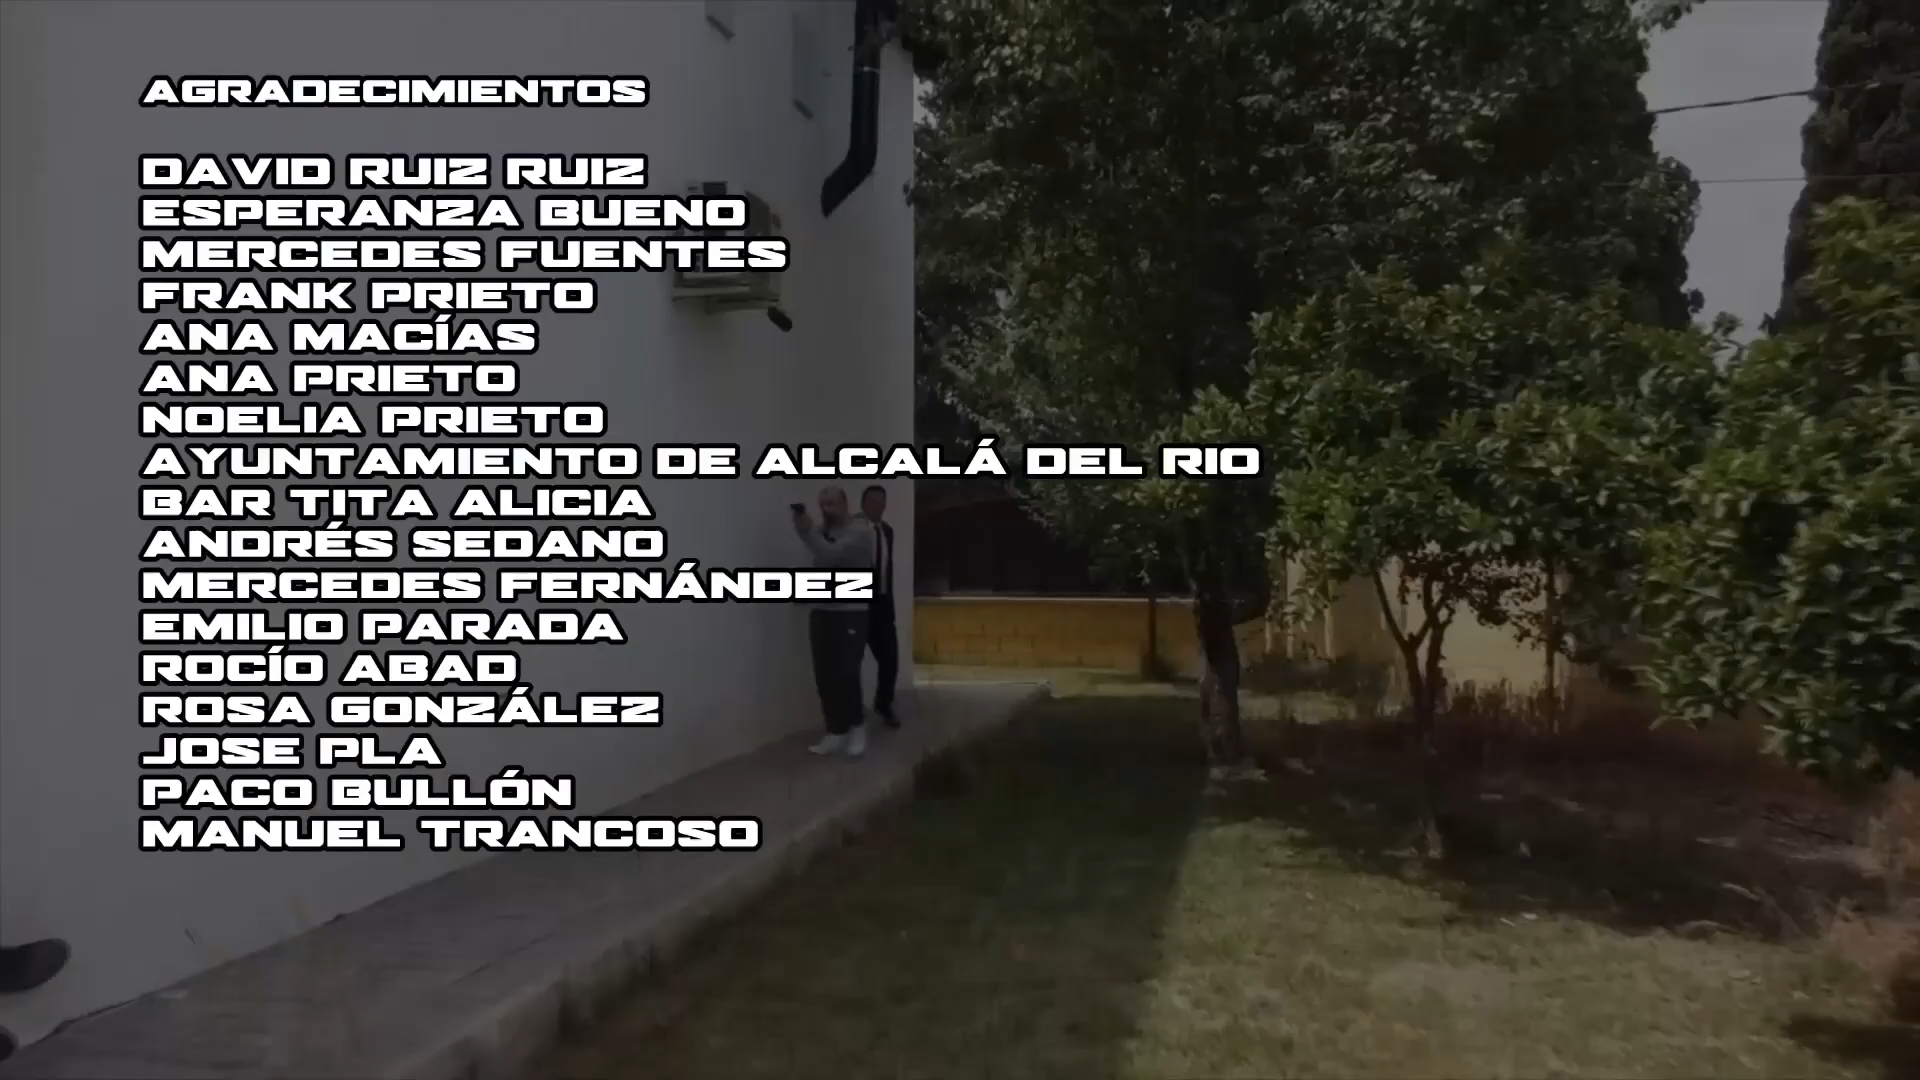 AGRADECIMIENTOS
DAVID RUIZ RUIZ
ESPERANZA BUENO
MERCEDES FUENTES
FRANK PRIETO
ANA MACÍAS
ANA PRIETO
NOELIA PRIETO
AYUNTAMIENTO DE ALCALÁ DEL RIO
BAR TITA ALICIA
ANDRÉS SEDANO
MERCEDES FERNÁNDEZ
EMILIO PARADA
ROCÍO ABAD
ROSA GONZÁLEZ
JOSE PLA
PACO BULLÓN
MANUEL TRANCOSO